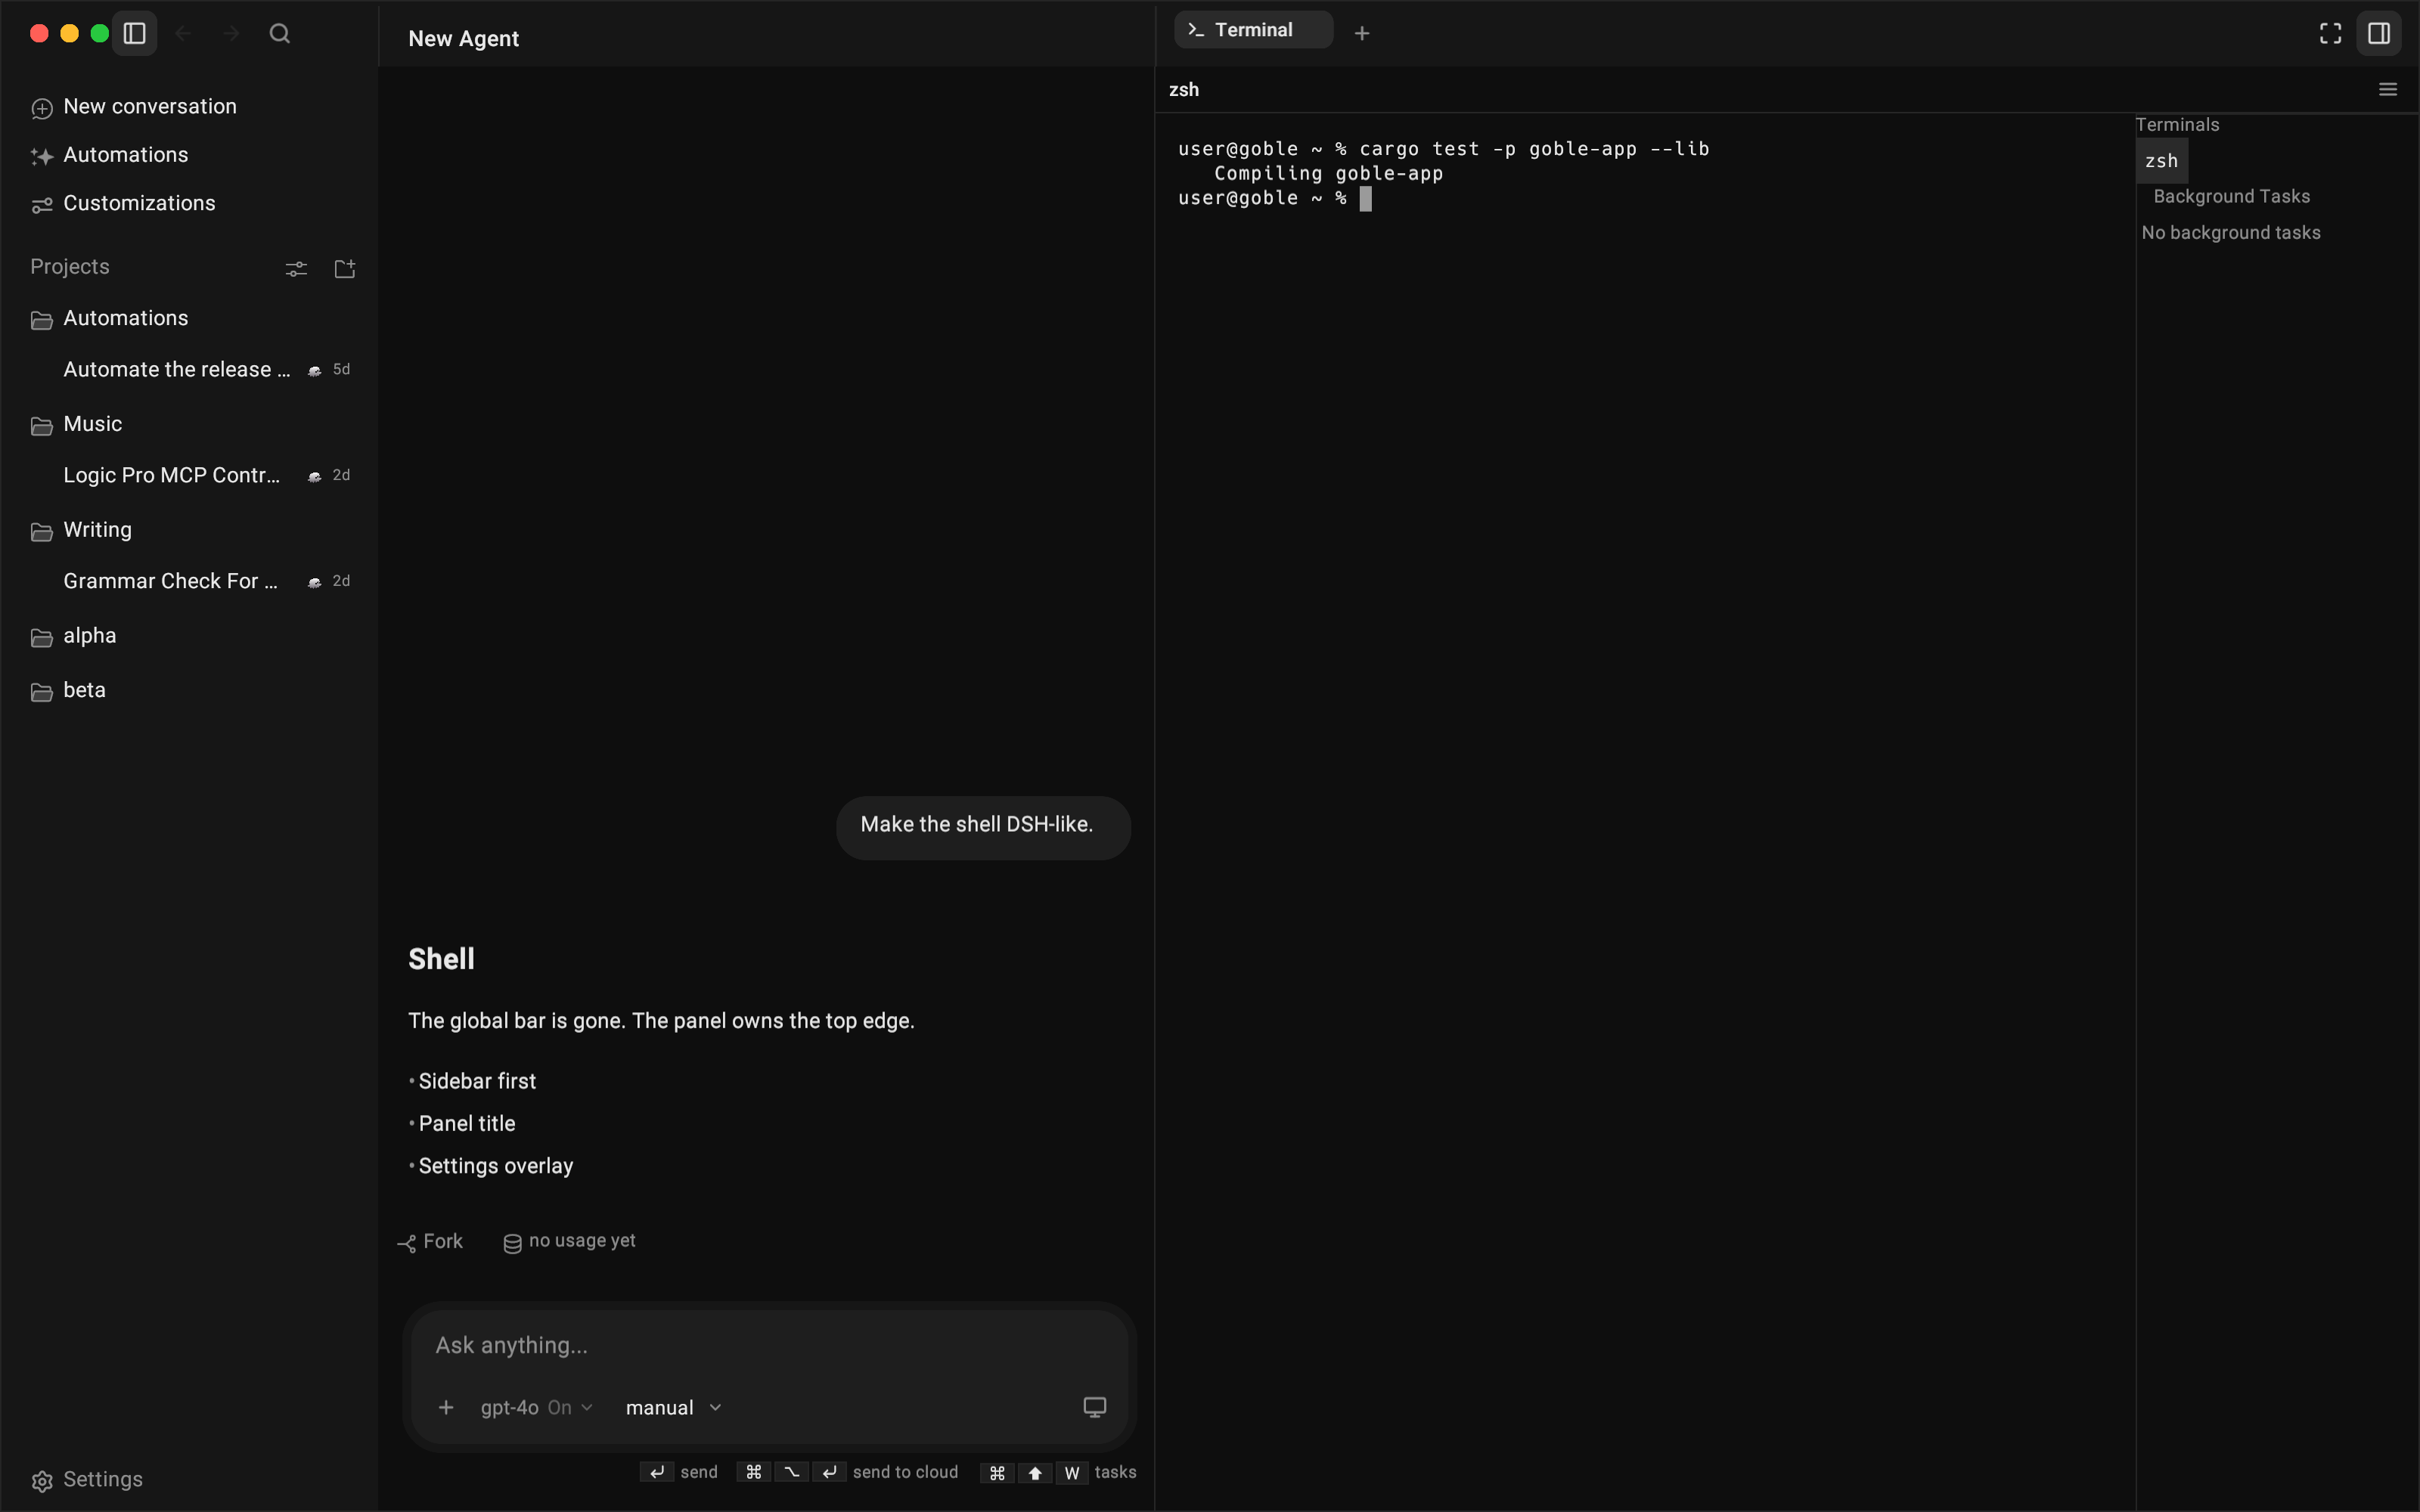 New Agent
Terminal
New conversation
Automations
Customizations
Projects
Automations
Automate the release ...
5d
Music
Logic Pro MCP Contr...
2d
Writing
Grammar Check For ...
2d
alpha
beta
Settings
Make the shell DSH-like.
Shell
The global bar is gone. The panel owns the top edge.
• Sidebar first
• Panel title
• Settings overlay
Fork
no usage yet
Ask anything...
+ gpt-4o On manual
send
⌘ ⌥ send to cloud
⌘ W tasks
zsh
user@goble ~ % cargo test -p goble-app --lib
Compiling goble-app
user@goble ~ %
Terminals
zsh
Background Tasks
No background tasks